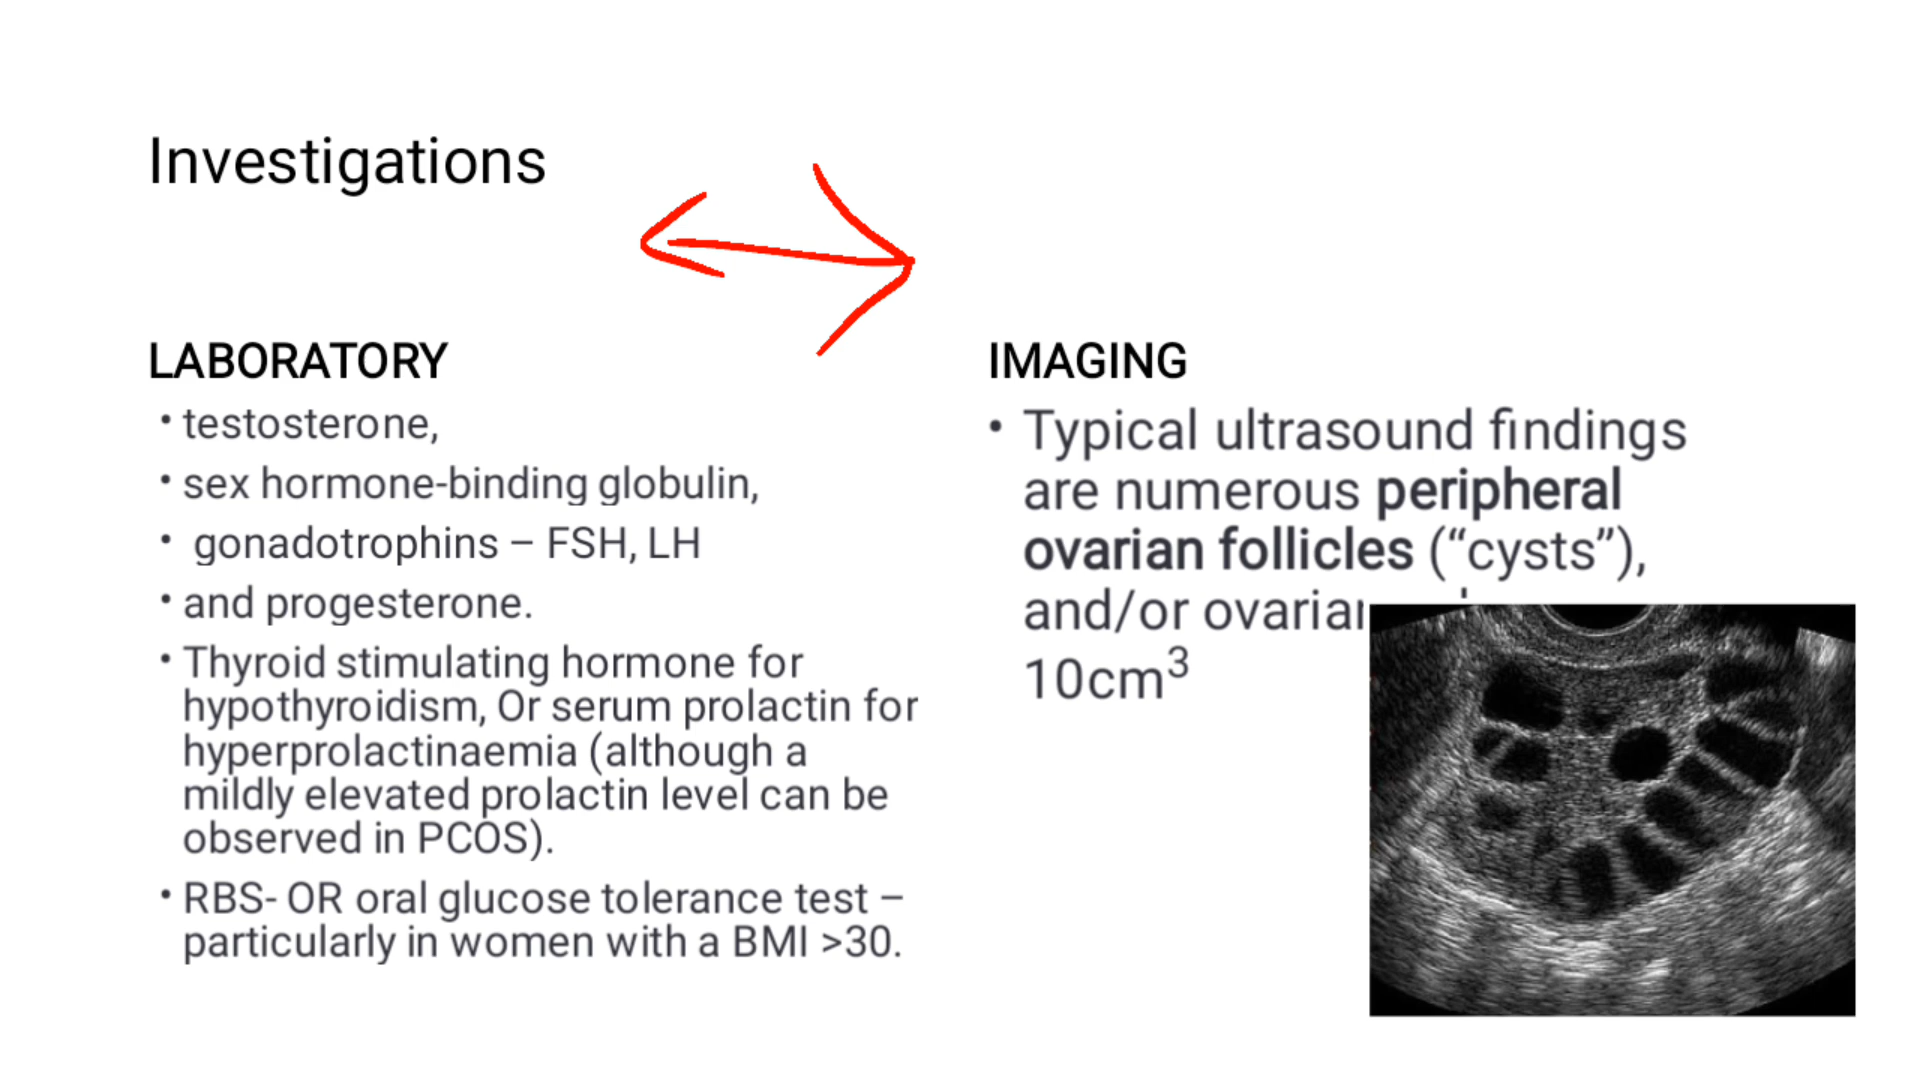 Investigations
LABORATORY
• testosterone,
• sex hormone-binding globulin,
• gonadotrophins – FSH, LH
• and progesterone.
• Thyroid stimulating hormone for
hypothyroidism, Or serum prolactin for
hyperprolactinaemia (although a
mildly elevated prolactin level can be
observed in PCOS).
• RBS- OR oral glucose tolerance test –
particularly in women with a BMI >30.
IMAGING
• Typical ultrasound findings
are numerous peripheral
ovarian follicles (“cysts”),
and/or
10cm³